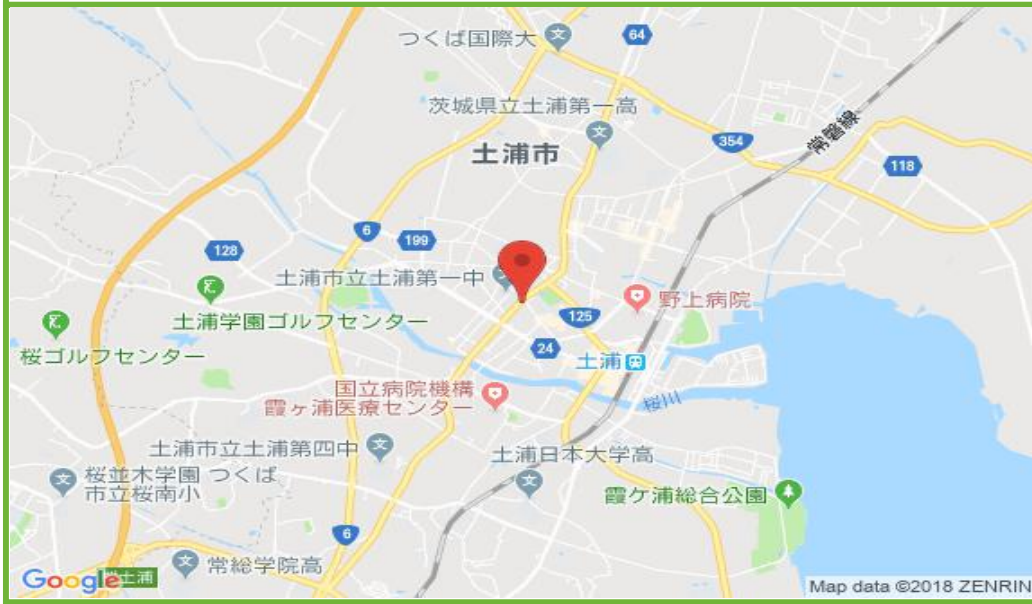 つくば国際大
64
茨城県立土浦第一高
土浦市
354
常磐線
118
6
199
128
土浦市立土浦第一中
野上病院
土浦学園ゴルフセンター
125
桜ゴルフセンター
24
土浦
国立病院機構
霞ヶ浦医療センター
桜川
土浦市立土浦第四中
土浦日本大学高
桜並木学園 つくば
市立桜南小
霞ケ浦総合公園
6
常総学院高
Google
土浦
Map data ©2018 ZENRIN